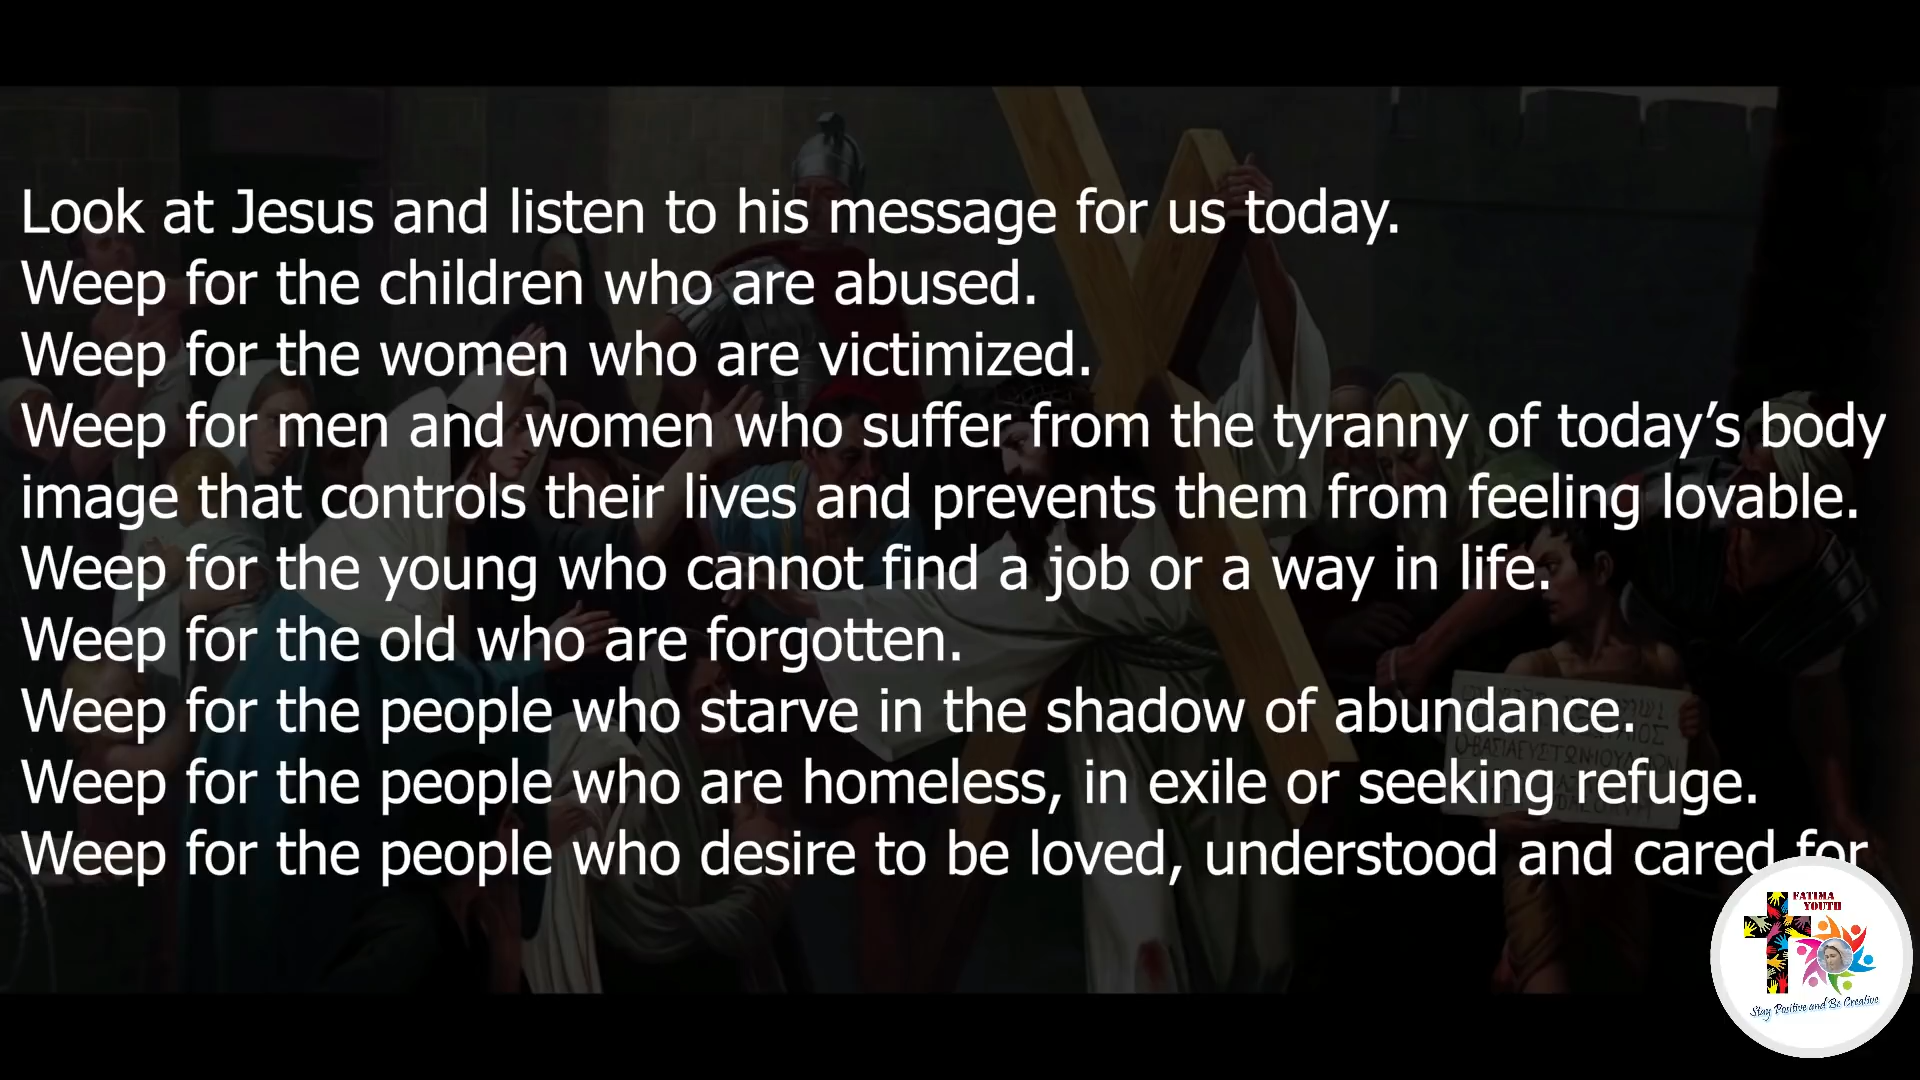 Look at Jesus and listen to his message for us today.
Weep for the children who are abused.
Weep for the women who are victimized.
Weep for men and women who suffer from the tyranny of today’s body
image that controls their lives and prevents them from feeling lovable.
Weep for the young who cannot find a job or a way in life.
Weep for the old who are forgotten.
Weep for the people who starve in the shadow of abundance.
Weep for the people who are homeless, in exile or seeking refuge.
Weep for the people who desire to be loved, understood and cared for
FATIMA
YOUTH
Stay Positive and Be Creative